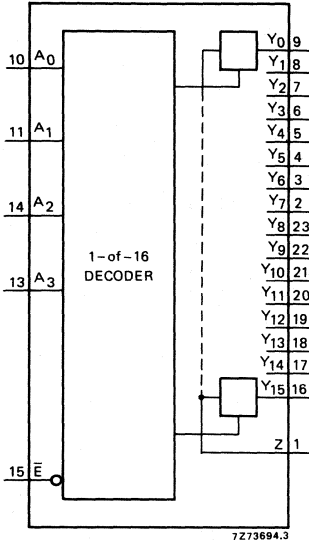 10 A0
11 A1
14 A2
13 A3
15 E̅
1-of-16
DECODER
Y0 9
Y1 8
Y2 7
Y3 6
Y4 5
Y5 4
Y6 3
Y7 2
Y8 23
Y9 22
Y10 21
Y11 20
Y12 19
Y13 18
Y14 17
Y15 16
Z 1
7Z73694.3